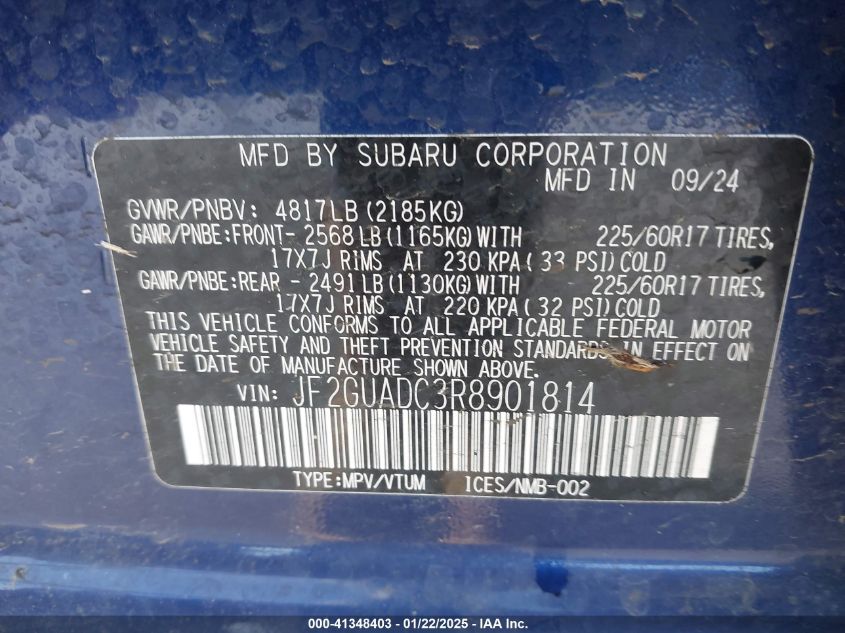 MFD BY SUBARU CORPORATION
MFD IN 09/24
GVWR/PNBV: 4817LB(2185KG)
GAWR/PNBE:FRONT- 2568LB(1165KG)WITH 225/60R17 TIRES,
17X7J RIMS AT 230 KPA(33 PSI)COLD
GAWR/PNBE:REAR - 2491LB(1130KG)WITH 225/60R17 TIRES,
17X7J RIMS AT 220 KPA(32 PSI)COLD
THIS VEHICLE CONFORMS TO ALL APPLICABLE FEDERAL MOTOR
VEHICLE SAFETY AND THEFT PREVENTION STANDARDS IN EFFECT ON
THE DATE OF MANUFACTURE SHOWN ABOVE.
VIN: JF2GUADC3R8901814
TYPE:MPV/VTUM ICES/NMB-002
000-41348403 - 01/22/2025 - IAA Inc.